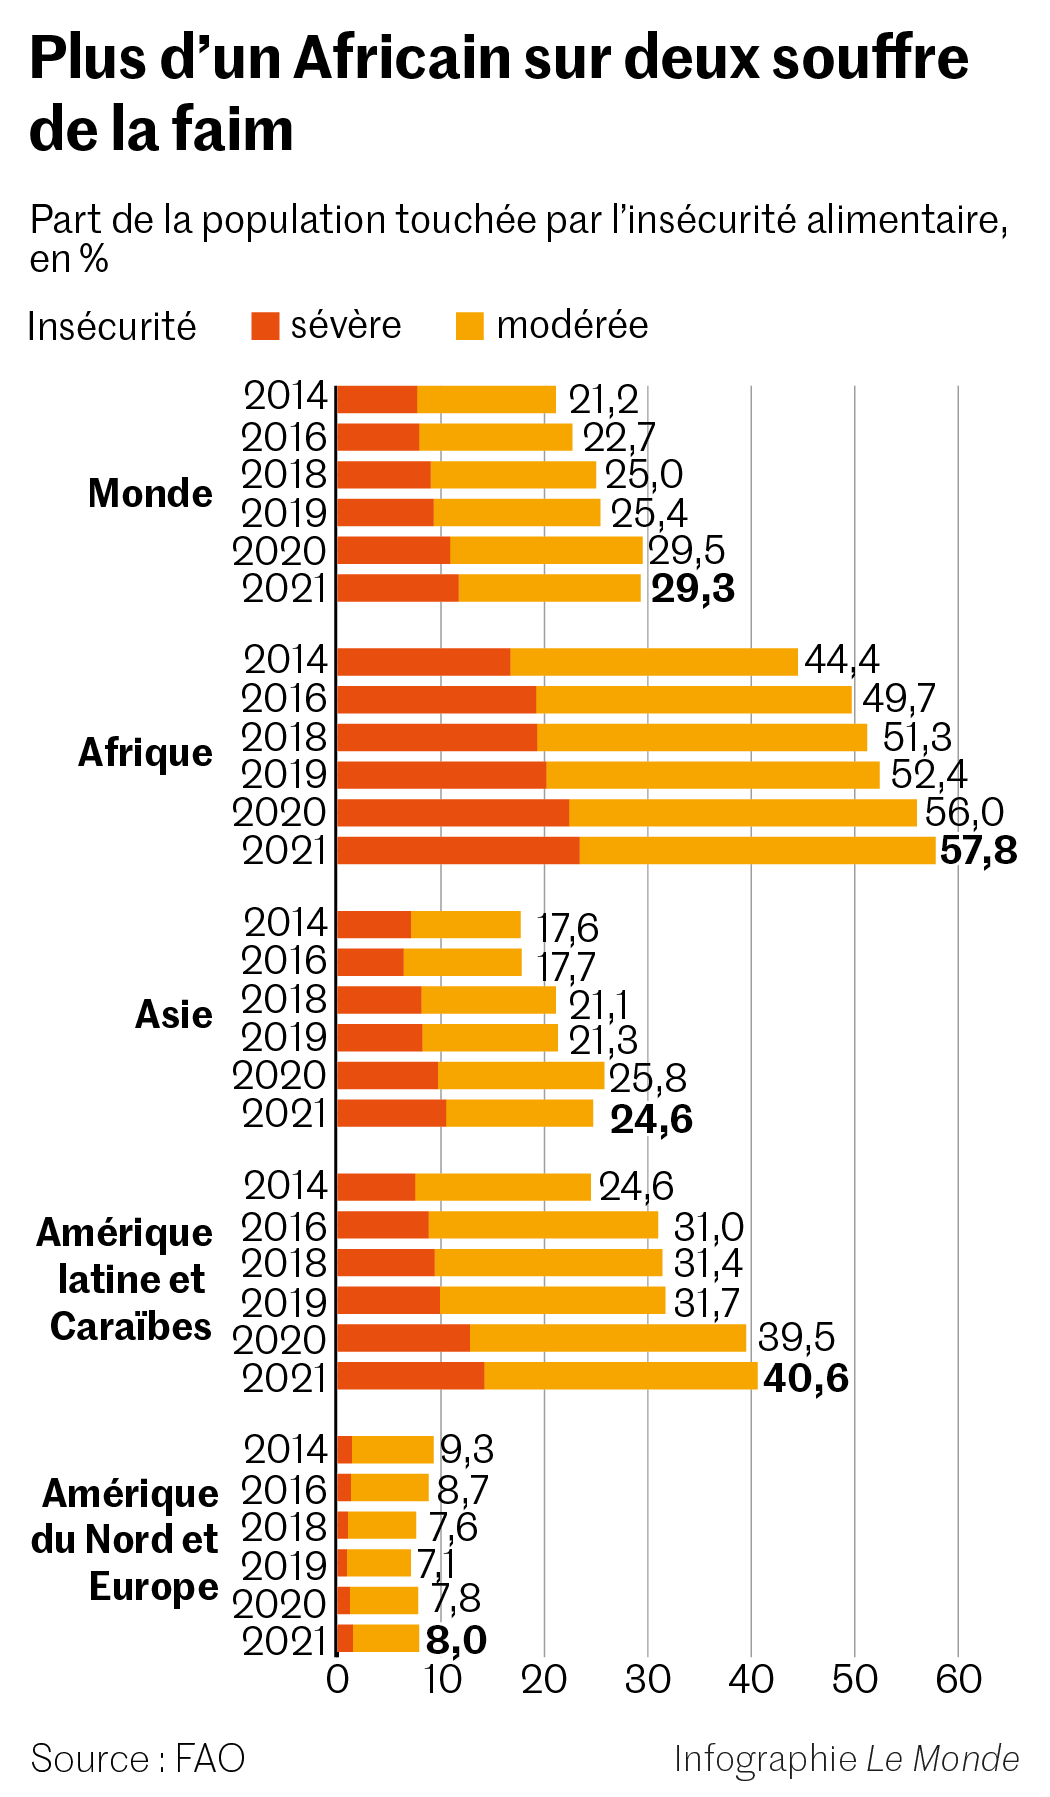 Plus d’un Africain sur deux souffre
de la faim
Part de la population touchée par l’insécurité alimentaire,
en %
Insécurité sévère modérée
Monde
2014 21,2
2016 22,7
2018 25,0
2019 25,4
2020 29,5
2021 29,3
Afrique
2014 44,4
2016 49,7
2018 51,3
2019 52,4
2020 56,0
2021 57,8
Asie
2014 17,6
2016 17,7
2018 21,1
2019 21,3
2020 25,8
2021 24,6
Amérique
latine et
Caraïbes
2014 24,6
2016 31,0
2018 31,4
2019 31,7
2020 39,5
2021 40,6
Amérique
du Nord et
Europe
2014 9,3
2016 8,7
2018 7,6
2019 7,1
2020 7,8
2021 8,0
0 10 20 30 40 50 60
Source : FAO
Infographie Le Monde